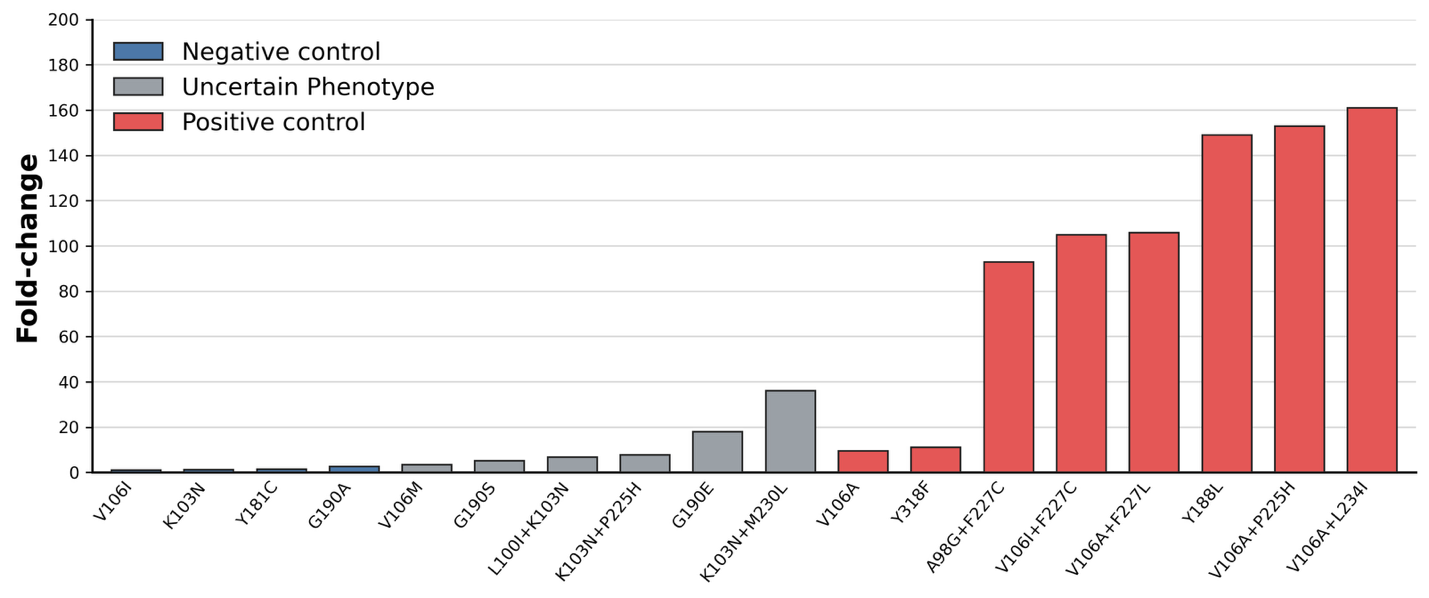 Fold-change
200
180
160
140
120
100
80
60
40
20
0
Negative control
Uncertain Phenotype
Positive control
V106I
K103N
Y181C
G190A
V106M
G190S
L100I+K103N
K103N+P225H
G190E
K103N+M230L
V106A
Y318F
A98G+F227C
V106I+F227C
V106A+F227L
Y188L
V106A+P225H
V106A+L234I